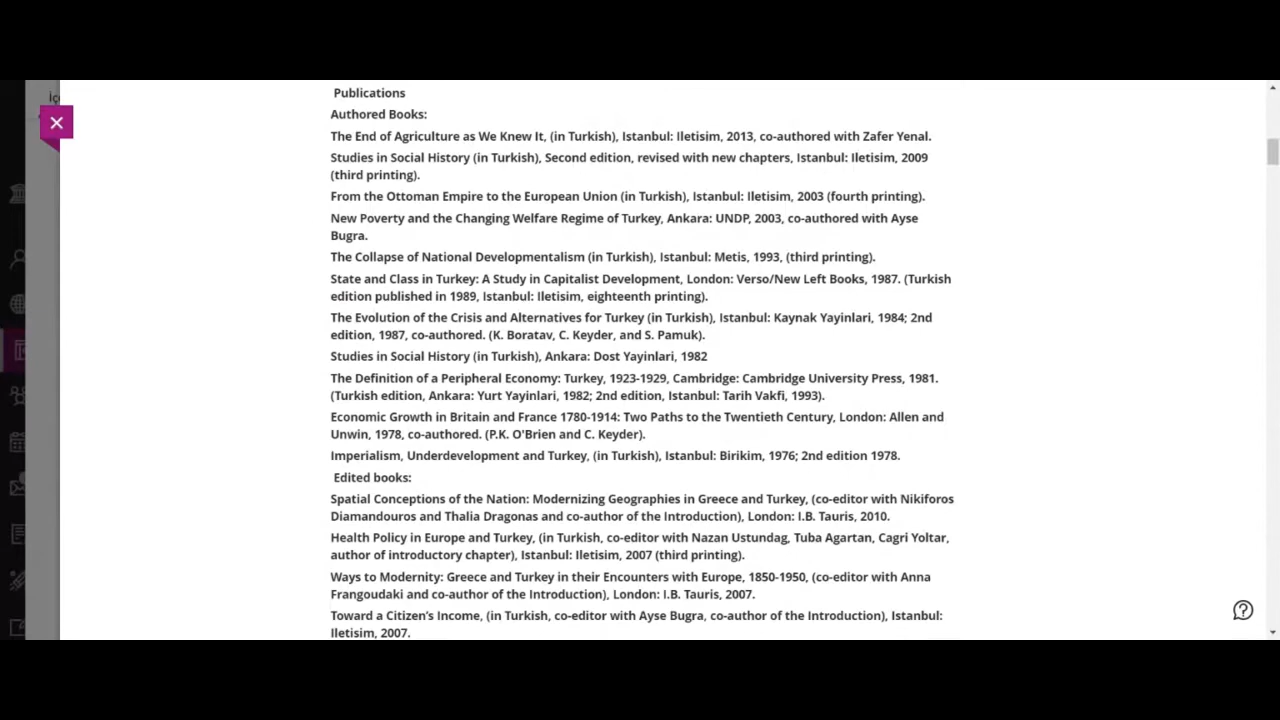 İç
Publications
Authored Books:
The End of Agriculture as We Knew It, (in Turkish), Istanbul: Iletisim, 2013, co-authored with Zafer Yenal.
Studies in Social History (in Turkish), Second edition, revised with new chapters, Istanbul: Iletisim, 2009
(third printing).
From the Ottoman Empire to the European Union (in Turkish), Istanbul: Iletisim, 2003 (fourth printing).
New Poverty and the Changing Welfare Regime of Turkey, Ankara: UNDP, 2003, co-authored with Ayse
Bugra.
The Collapse of National Developmentalism (in Turkish), Istanbul: Metis, 1993, (third printing).
State and Class in Turkey: A Study in Capitalist Development, London: Verso/New Left Books, 1987. (Turkish
edition published in 1989, Istanbul: Iletisim, eighteenth printing).
The Evolution of the Crisis and Alternatives for Turkey (in Turkish), Istanbul: Kaynak Yayinlari, 1984; 2nd
edition, 1987, co-authored. (K. Boratav, C. Keyder, and S. Pamuk).
Studies in Social History (in Turkish), Ankara: Dost Yayinlari, 1982
The Definition of a Peripheral Economy: Turkey, 1923-1929, Cambridge: Cambridge University Press, 1981.
(Turkish edition, Ankara: Yurt Yayinlari, 1982; 2nd edition, Istanbul: Tarih Vakfi, 1993).
Economic Growth in Britain and France 1780-1914: Two Paths to the Twentieth Century, London: Allen and
Unwin, 1978, co-authored. (P.K. O'Brien and C. Keyder).
Imperialism, Underdevelopment and Turkey, (in Turkish), Istanbul: Birikim, 1976; 2nd edition 1978.
Edited books:
Spatial Conceptions of the Nation: Modernizing Geographies in Greece and Turkey, (co-editor with Nikiforos
Diamandouros and Thalia Dragonas and co-author of the Introduction), London: I.B. Tauris, 2010.
Health Policy in Europe and Turkey, (in Turkish, co-editor with Nazan Ustundag, Tuba Agartan, Cagri Yoltar,
author of introductory chapter), Istanbul: Iletisim, 2007 (third printing).
Ways to Modernity: Greece and Turkey in their Encounters with Europe, 1850-1950, (co-editor with Anna
Frangoudaki and co-author of the Introduction), London: I.B. Tauris, 2007.
Toward a Citizen’s Income, (in Turkish, co-editor with Ayse Bugra, co-author of the Introduction), Istanbul:
Iletisim, 2007.